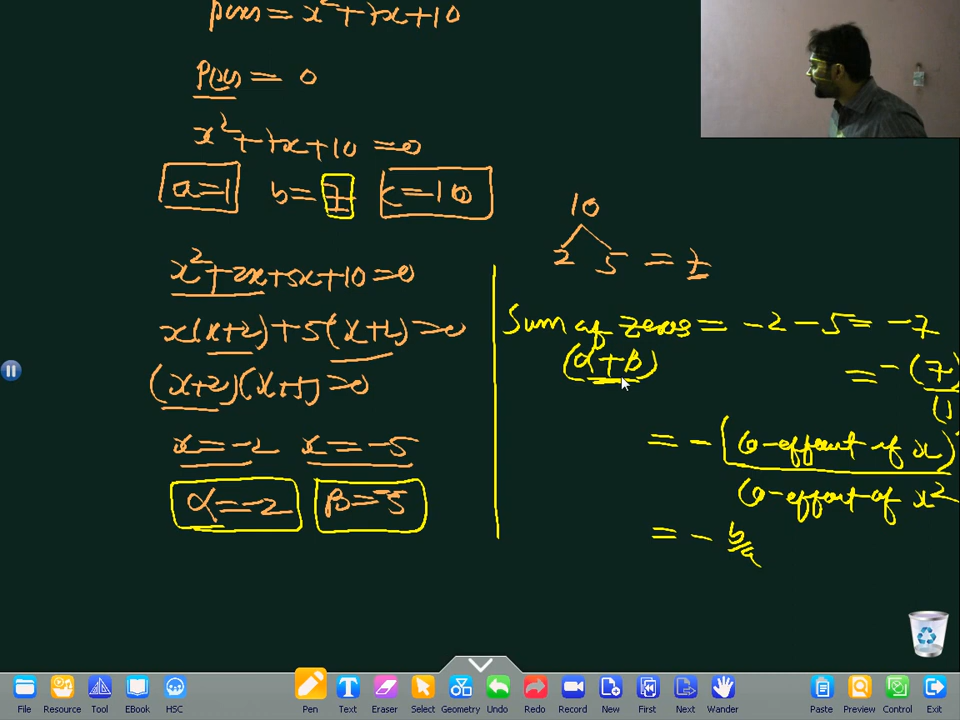 p(x) = x² + 7x + 10
P(x) = 0
x² + 7x + 10 = 0
a = 1 b = 7 c = 10
10
2 5 = 7
x² + 2x + 5x + 10 = 0
x(x+2) + 5(x+2) = 0
(x+2)(x+5) = 0
x = -2 x = -5
α = -2 β = -5
Sum of zeros = -2 - 5 = -7
(α + β)
= -(7)/(1
= - (Co-effient of x)
Co-effient of x²
= - b/a
File Resource Tool EBook HSC Pen Text Eraser Select Geometry Undo Redo Record New First Next Wander Paste Preview Control Exit